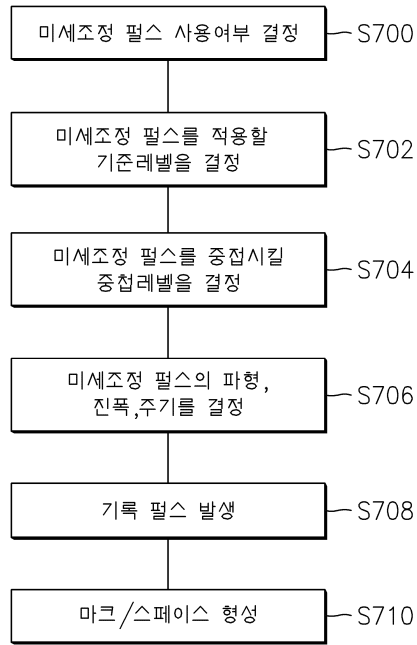 미세조정 펄스 사용여부 결정
S700
미세조정 펄스를 적용할
기준레벨을 결정
S702
미세조정 펄스를 중접시킬
중첩레벨을 결정
S704
미세조정 펄스의 파형,
진폭,주기를 결정
S706
기록 펄스 발생
S708
마크/스페이스 형성
S710